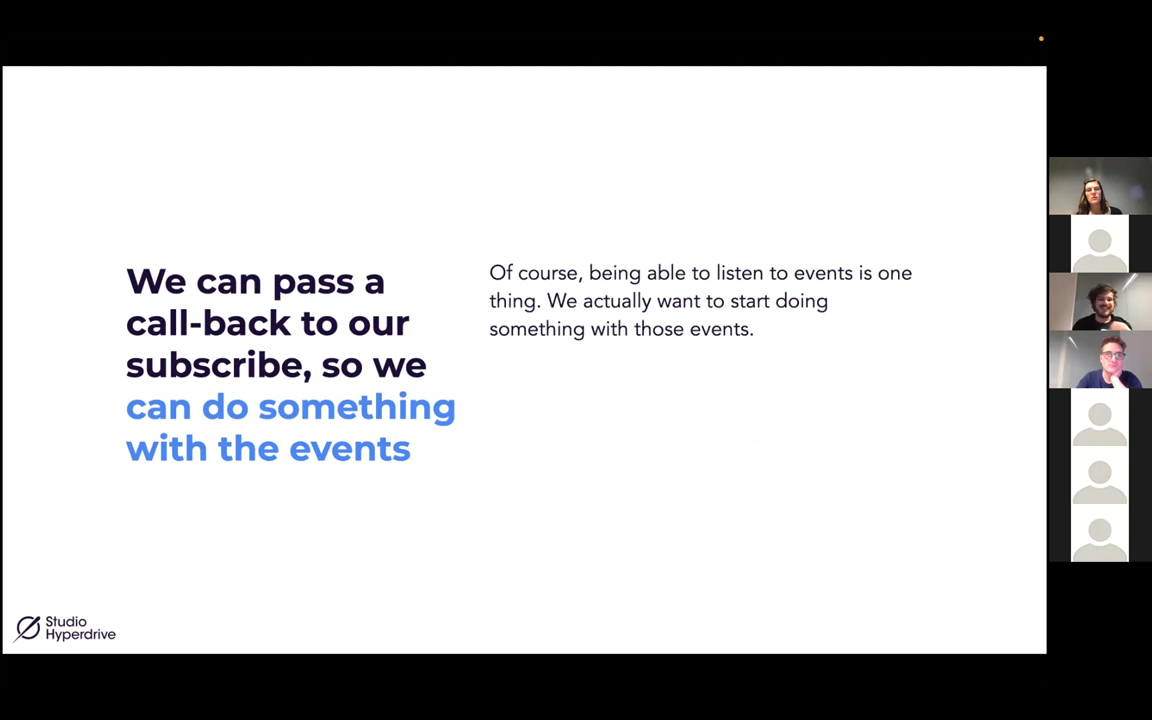 We can pass a
call-back to our
subscribe, so we
can do something
with the events
Of course, being able to listen to events is one
thing. We actually want to start doing
something with those events.
Studio
Hyperdrive